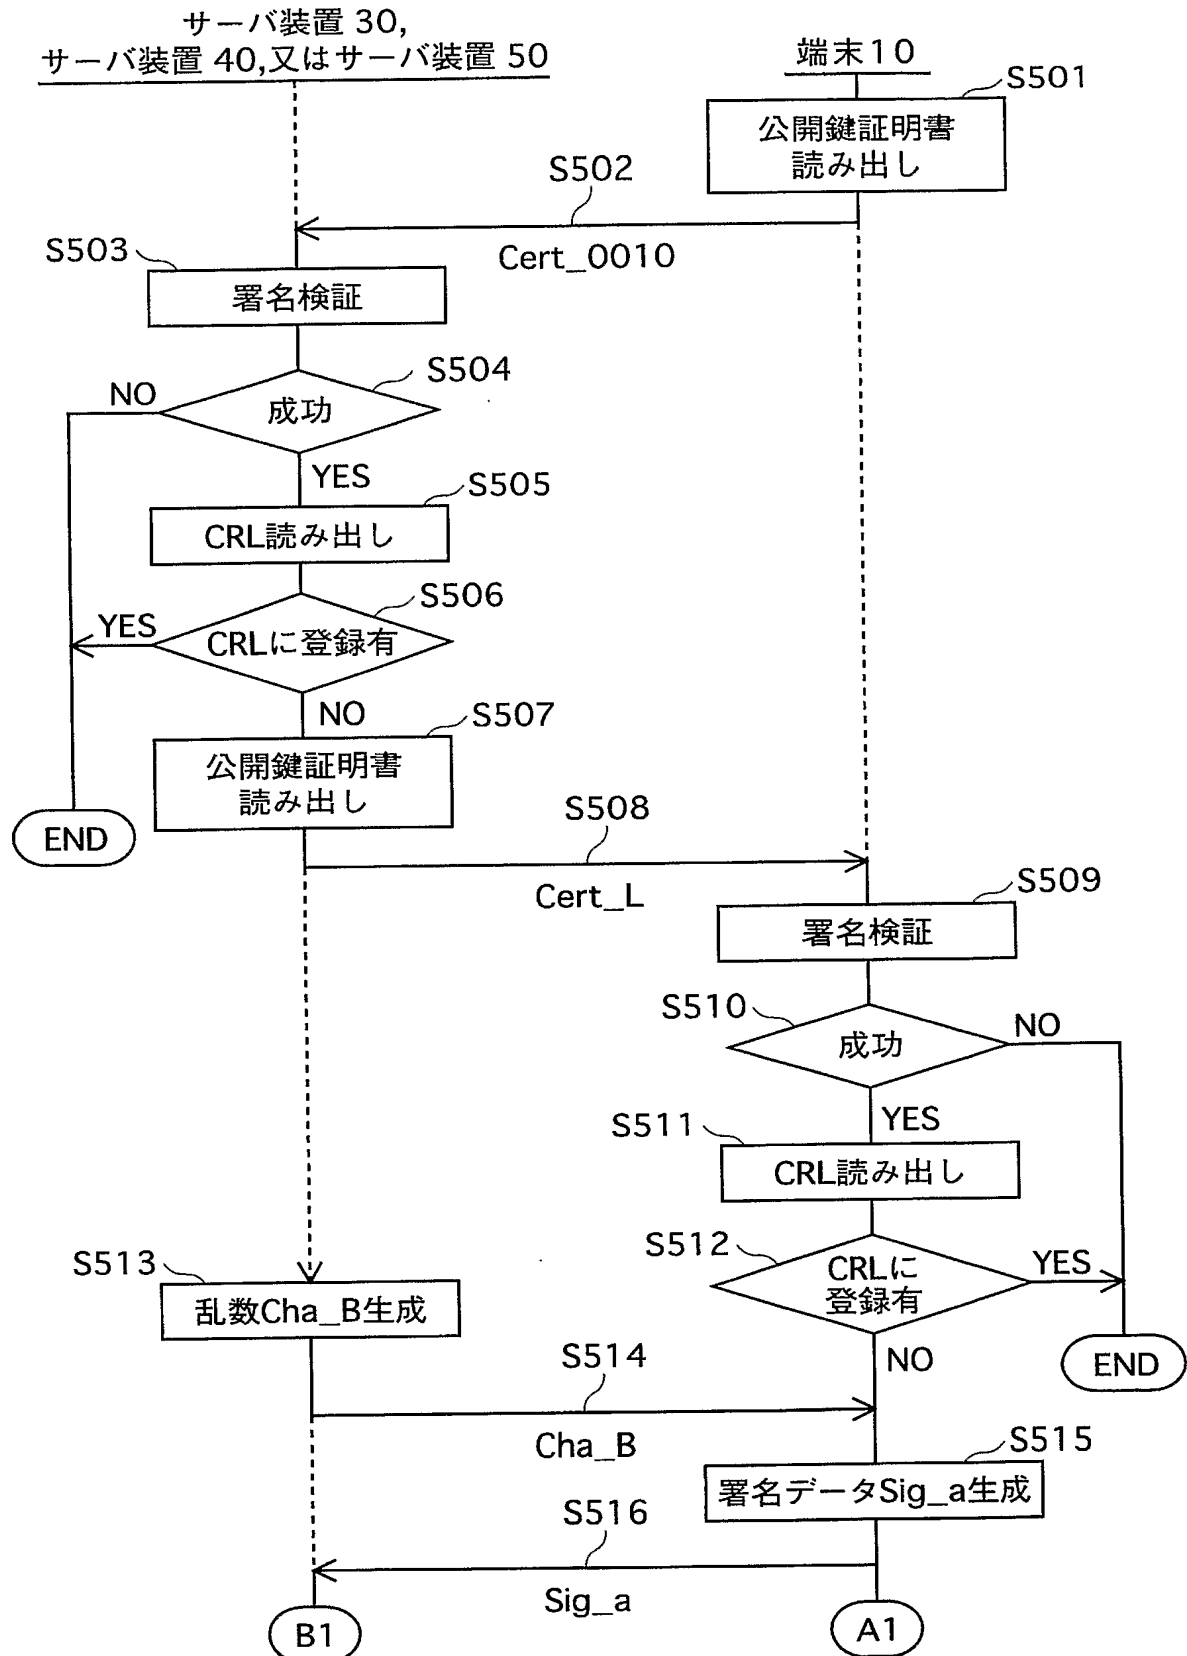 サーバ装置 30,
サーバ装置 40,又はサーバ装置 50
端末10
S501
公開鍵証明書
読み出し
S502
Cert_0010
S503
署名検証
S504
NO
成功
YES
S505
CRL読み出し
S506
YES
CRLに登録有
NO
S507
公開鍵証明書
読み出し
END
S508
Cert_L
S509
署名検証
S510
NO
成功
YES
S511
CRL読み出し
S512
YES
CRLに
登録有
S513
乱数Cha_B生成
NO
END
S514
Cha_B
S515
署名データSig_a生成
S516
Sig_a
B1
A1